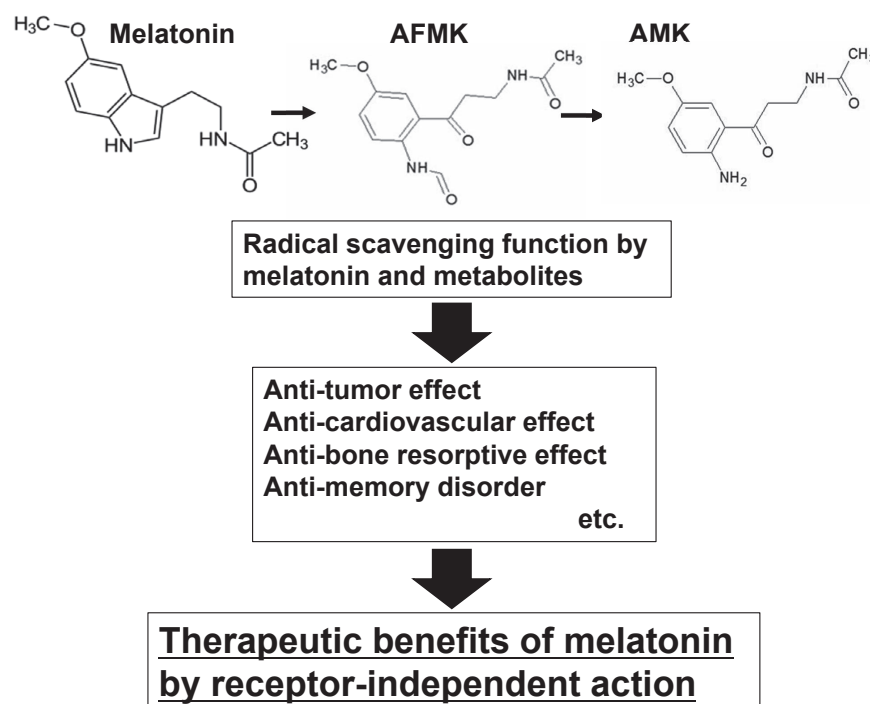 Melatonin
AFMK
AMK
H₃C
O
HN
NH
CH₃
O
H₃C
O
NH
CH₃
O
O
NH
O
H₃C
O
NH
CH₃
O
O
NH₂
Radical scavenging function by
melatonin and metabolites
Anti-tumor effect
Anti-cardiovascular effect
Anti-bone resorptive effect
Anti-memory disorder
etc.
Therapeutic benefits of melatonin
by receptor-independent action